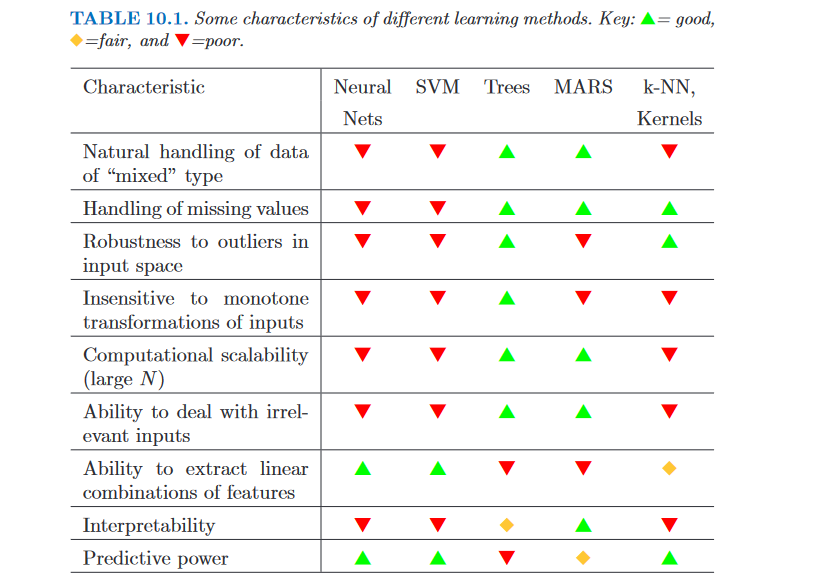 TABLE 10.1. Some characteristics of different learning methods. Key: ▲= good,
◆=fair, and ▼=poor.
Characteristic Neural SVM Trees MARS k-NN,
Nets Kernels
Natural handling of data ▼ ▼ ▲ ▲ ▼
of “mixed” type
Handling of missing values ▼ ▼ ▲ ▲ ▲
Robustness to outliers in ▼ ▼ ▲ ▼ ▲
input space
Insensitive to monotone ▼ ▼ ▲ ▼ ▼
transformations of inputs
Computational scalability ▼ ▼ ▲ ▲ ▼
(large N)
Ability to deal with irrel- ▼ ▼ ▲ ▲ ▼
evant inputs
Ability to extract linear ▲ ▲ ▼ ▼ ◆
combinations of features
Interpretability ▼ ▼ ◆ ▲ ▼
Predictive power ▲ ▲ ▼ ◆ ▲